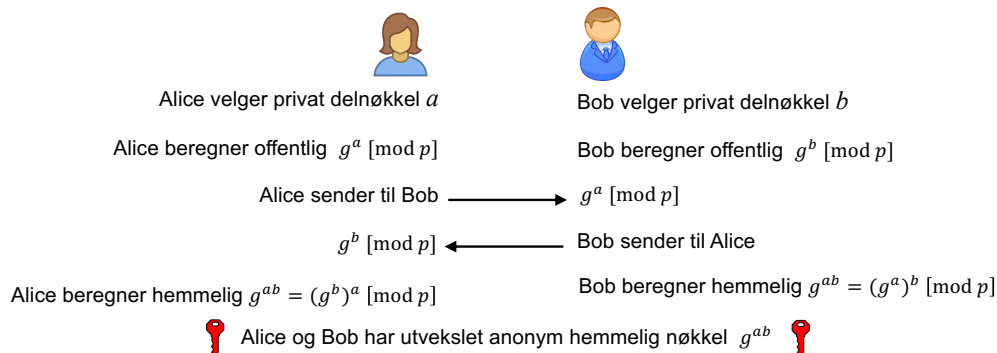 Alice velger privat delnøkkel a
Bob velger privat delnøkkel b
Alice beregner offentlig g^a [mod p]
Bob beregner offentlig g^b [mod p]
Alice sender til Bob
g^a [mod p]
g^b [mod p]
Bob sender til Alice
Alice beregner hemmelig g^{ab} = (g^b)^a [mod p]
Bob beregner hemmelig g^{ab} = (g^a)^b [mod p]
Alice og Bob har utvekslet anonym hemmelig nøkkel g^{ab}